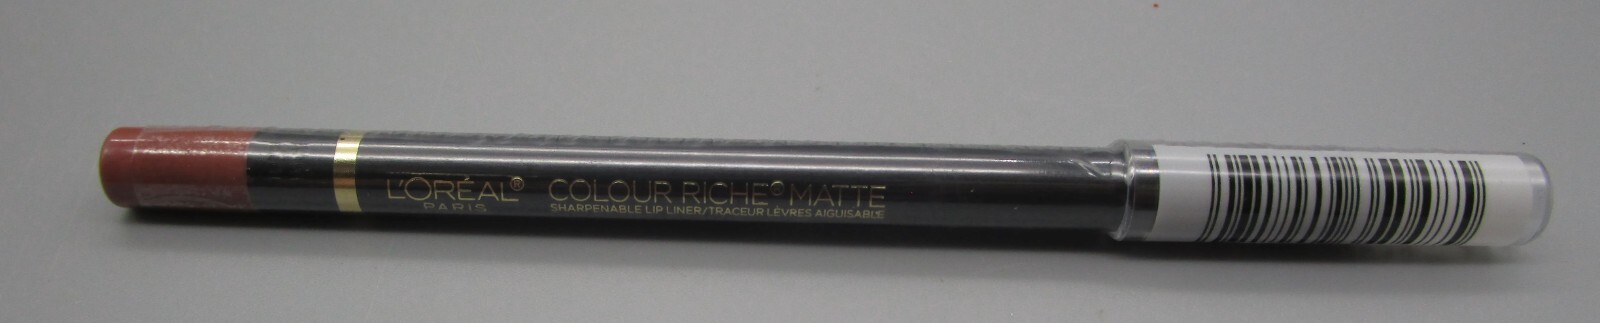 L'ORÉAL®
PARIS
COLOUR RICHE® MATTE
SHARPENABLE LIP LINER/TRACEUR LÈVRES AIGUISABLE